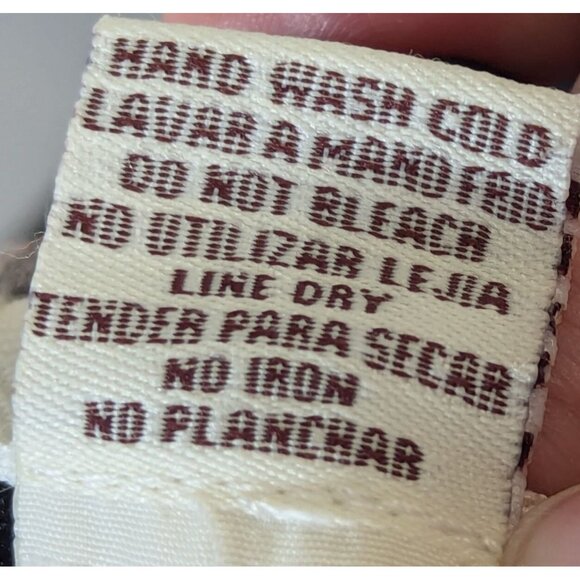 HAND WASH COLD
LAVAR A MANO FRIO
DO NOT BLEACH
NO UTILIZAR LEJIA
LINE DRY
TENDER PARA SECAR
NO IRON
NO PLANCHAR